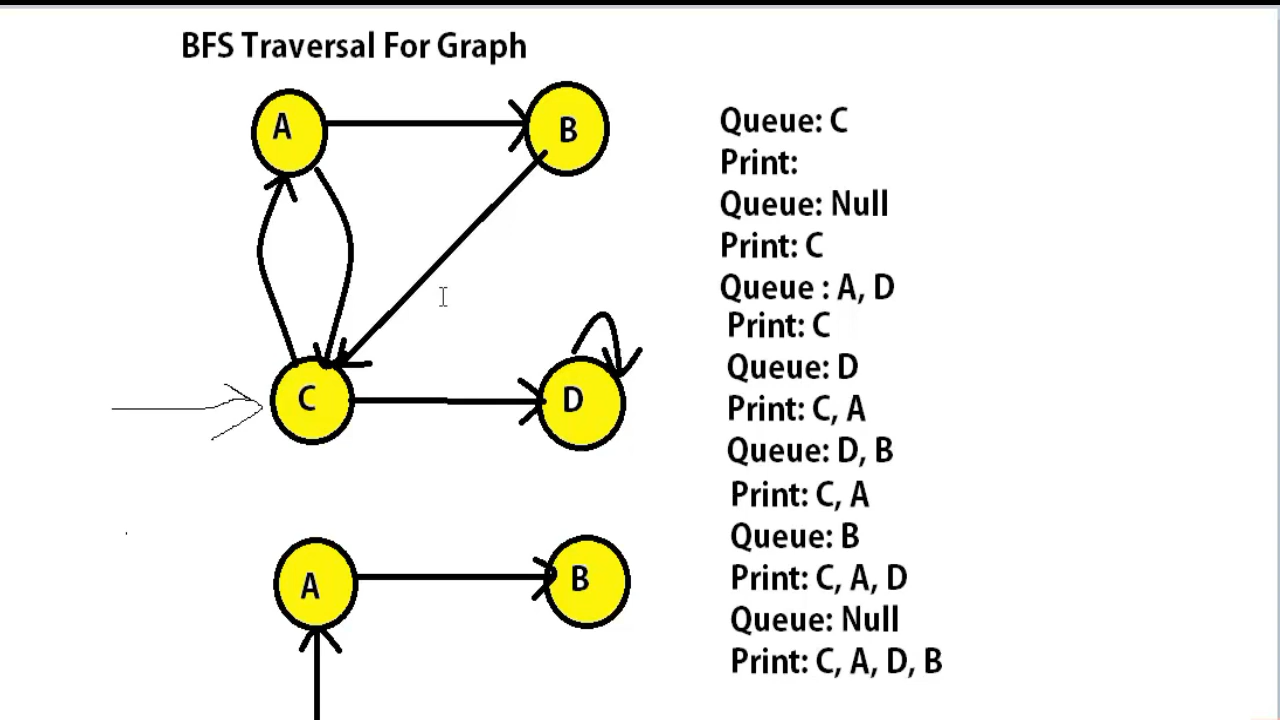 BFS Traversal For Graph
A
B
C
D
A
B
Queue: C
Print:
Queue: Null
Print: C
Queue : A, D
Print: C
Queue: D
Print: C, A
Queue: D, B
Print: C, A
Queue: B
Print: C, A, D
Queue: Null
Print: C, A, D, B